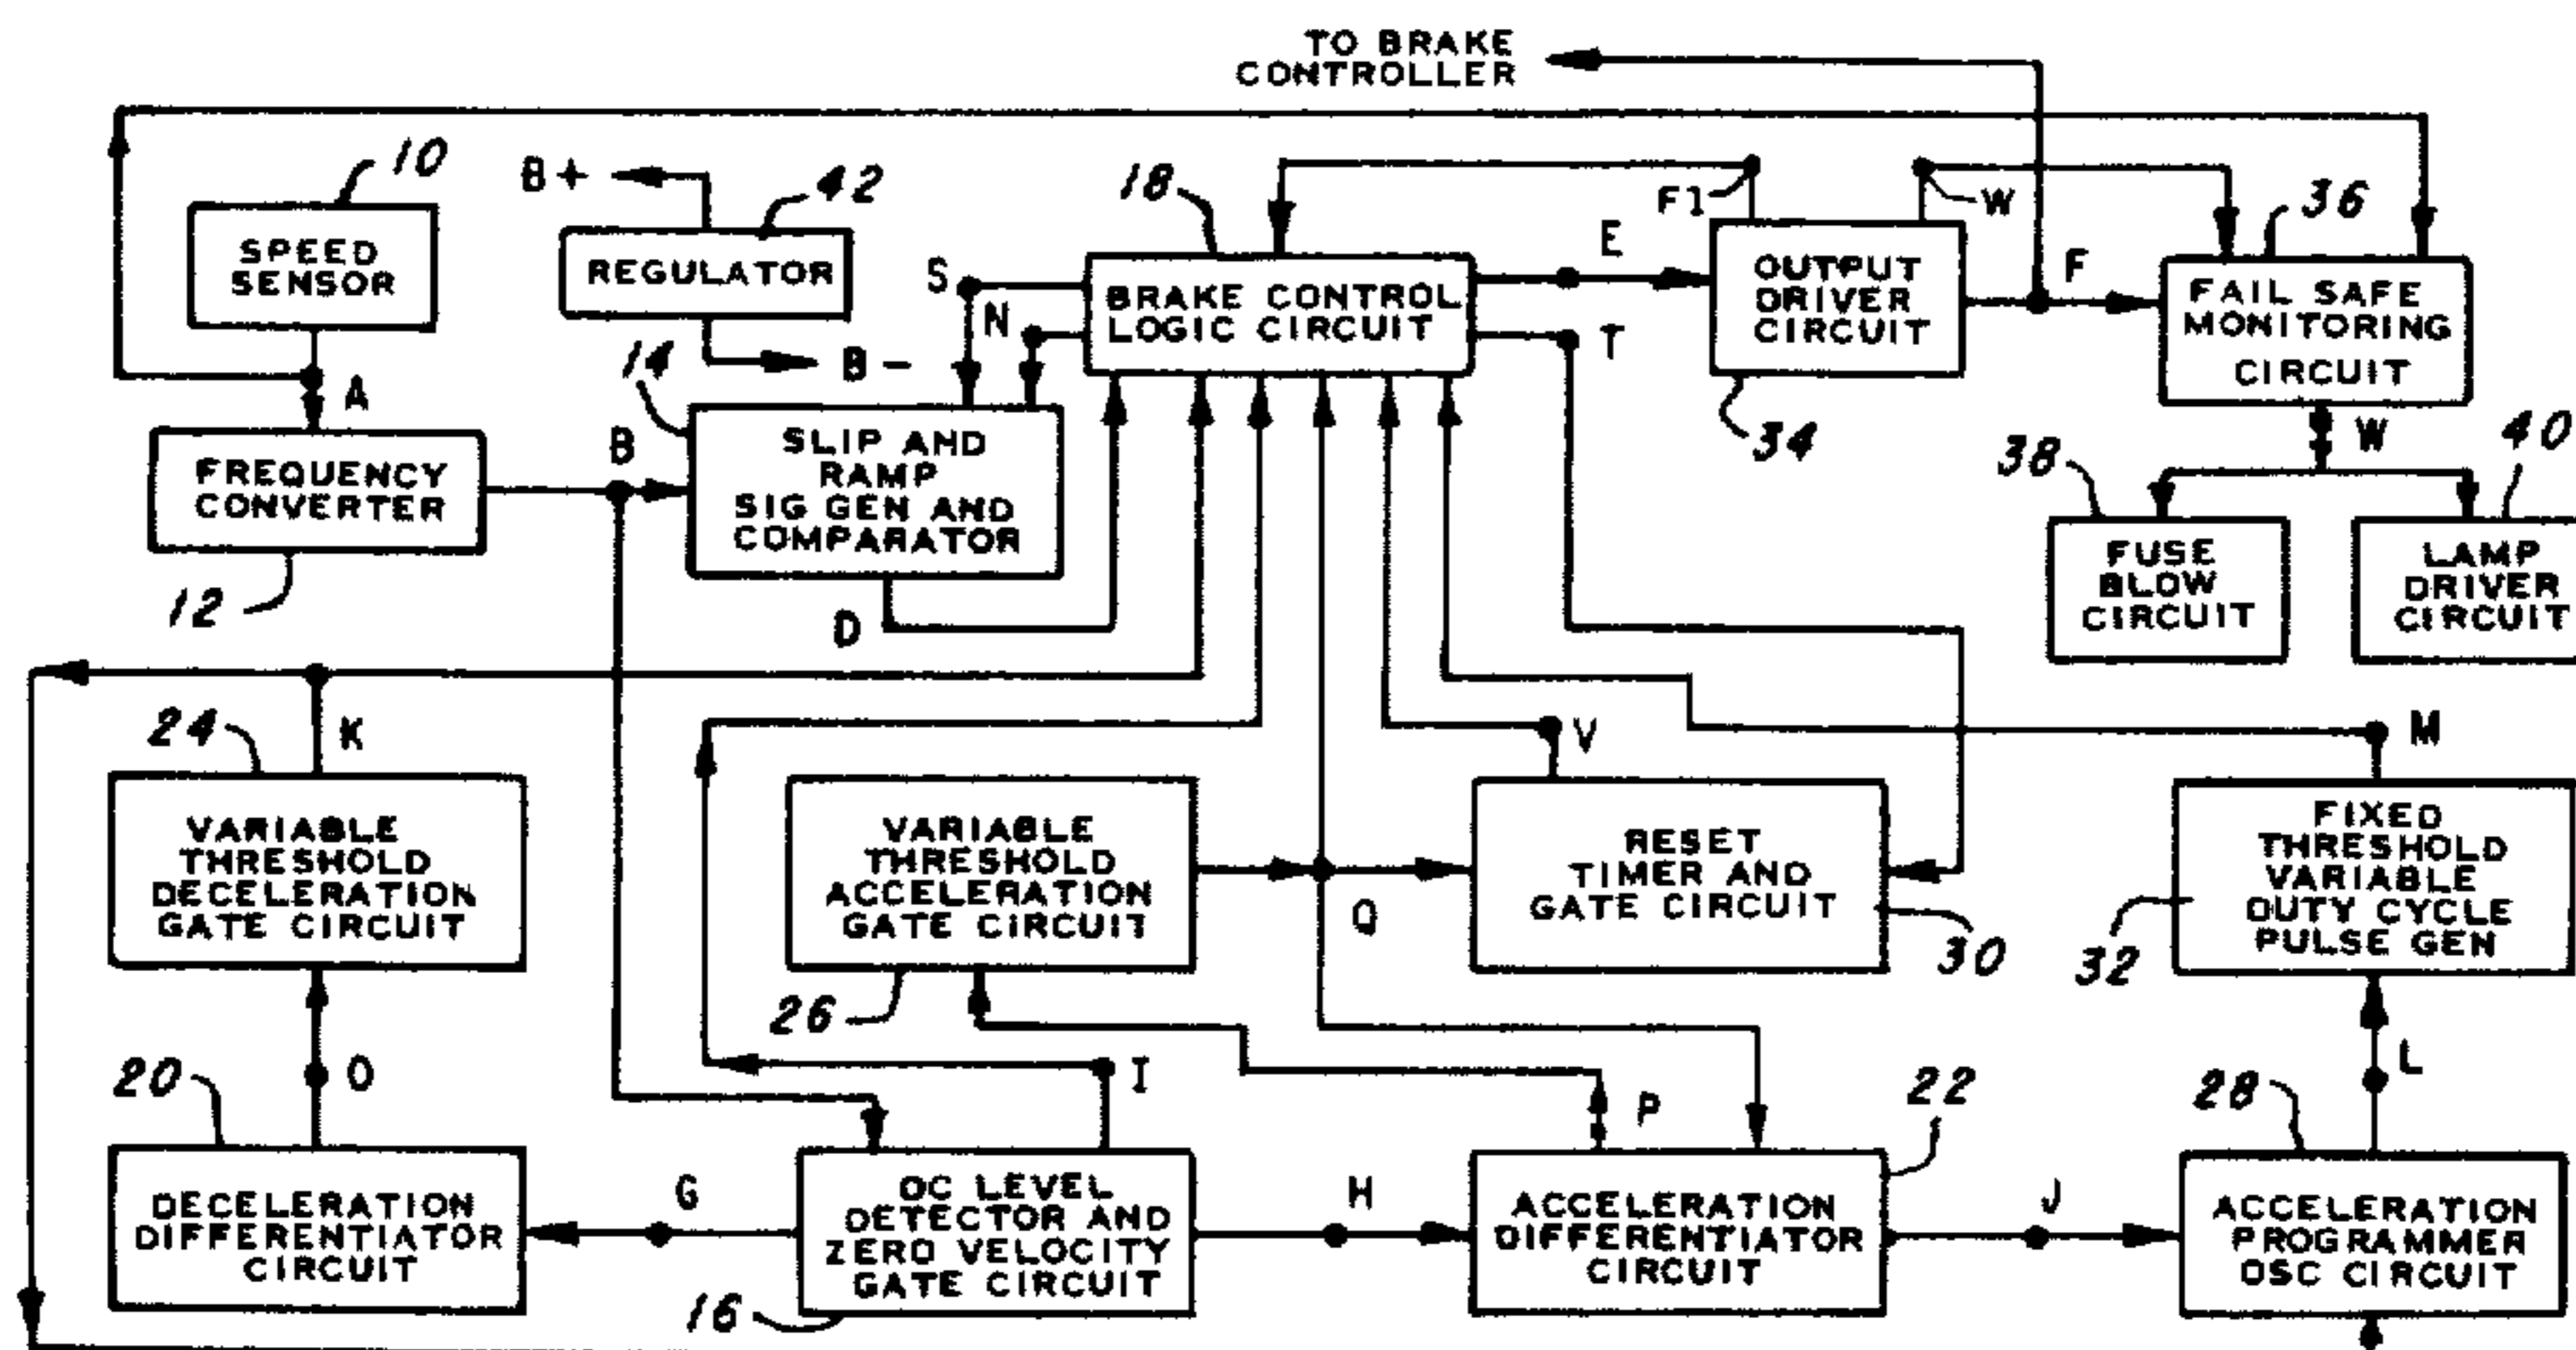 TO BRAKE
CONTROLLER
10
SPEED
SENSOR
B+
42
REGULATOR
B-
18
BRAKE CONTROL
LOGIC CIRCUIT
S
N
E
T
F1
W
OUTPUT
DRIVER
CIRCUIT
34
F
36
FAIL SAFE
MONITORING
CIRCUIT
W
A
FREQUENCY
CONVERTER
12
B
14
SLIP AND
RAMP
SIG GEN AND
COMPARATOR
D
38
FUSE
BLOW
CIRCUIT
40
LAMP
DRIVER
CIRCUIT
24
K
VARIABLE
THRESHOLD
DECELERATION
GATE CIRCUIT
VARIABLE
THRESHOLD
ACCELERATION
GATE CIRCUIT
26
Q
V
RESET
TIMER AND
GATE CIRCUIT
30
M
FIXED
THRESHOLD
VARIABLE
DUTY CYCLE
PULSE GEN
32
20
O
DECELERATION
DIFFERENTIATOR
CIRCUIT
G
I
DC LEVEL
DETECTOR AND
ZERO VELOCITY
GATE CIRCUIT
16
H
P
22
ACCELERATION
DIFFERENTIATOR
CIRCUIT
J
L
28
ACCELERATION
PROGRAMMER
OSC CIRCUIT